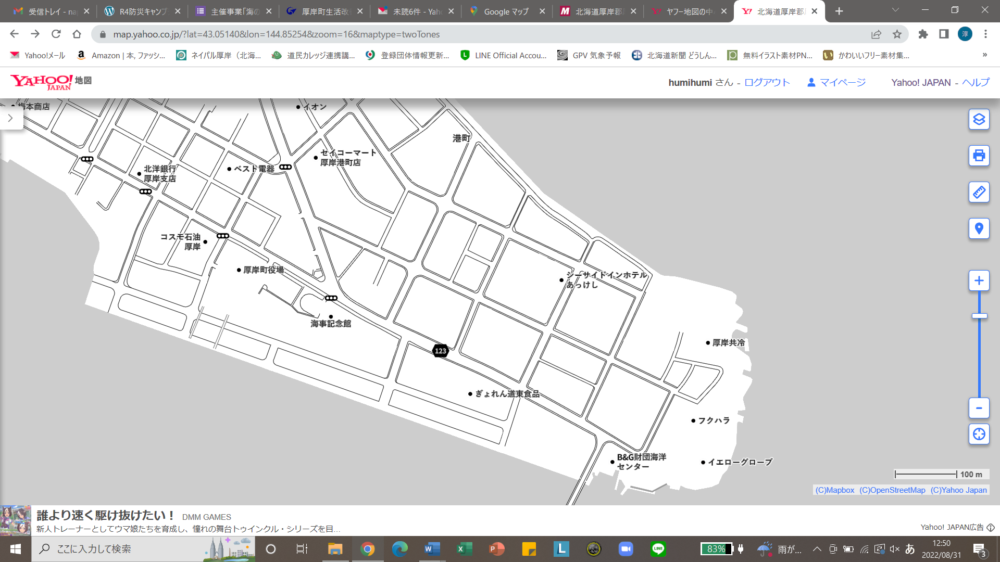 受信トレイ - na
R4防災キャンプ
主催事業「海の
厚岸町生活改
未読6件 - Yah
Google マップ
北海道厚岸郡
ヤフー地図の中
北海道厚岸郡
map.yahoo.co.jp/?lat=43.05140&lon=144.85254&zoom=16&maptype=twoTones
淳
Yahoo!メール
Amazon | 本, ファッシ...
ネイパル厚岸（北海...
道民カレッジ連携講...
登録団体情報更新...
LINE Official Accou...
GPV 気象予報
北海道新聞 どうしん...
無料イラスト素材PN...
かわいいフリー素材集...
»
YAHOO! JAPAN 地図
humihumi さん - ログアウト
マイページ
Yahoo! JAPAN - ヘルプ
梅本商店
イオン
港町
セイコーマート
厚岸港町店
北洋銀行
厚岸支店
ベスト電器
コスモ石油
厚岸
厚岸町役場
シーサイドインホテル
あっけし
海事記念館
厚岸共冷
123
ぎょれん道東食品
フクハラ
B&G財団海洋
センター
イエローグローブ
100 m
(C)Mapbox (C)OpenStreetMap (C)Yahoo Japan
誰より速く駆け抜けたい！ DMM GAMES
新人トレーナーとしてウマ娘たちを育成し、憧れの舞台トゥインクル・シリーズを目...
Yahoo! JAPAN広告
ここに入力して検索
83%
雨が...
あ
12:50
2022/08/31
3